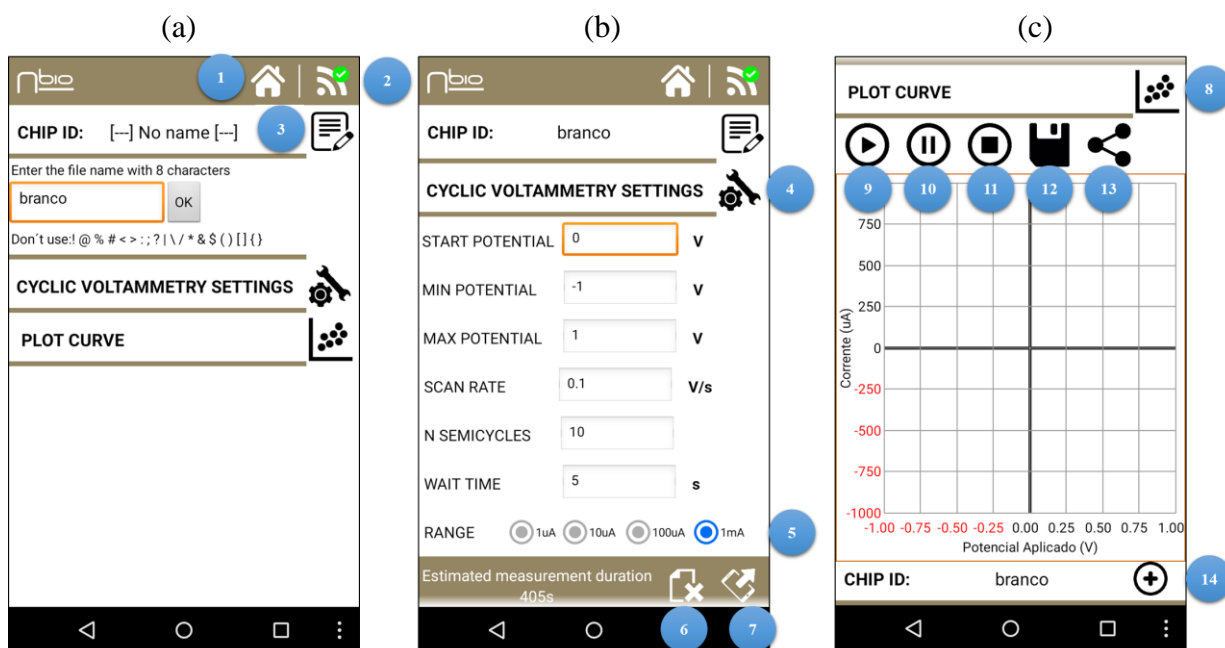 (a) (b) (c)
nbio
1
2
CHIP ID: [---] No name [---]
3
Enter the file name with 8 characters
branco
OK
Don´t use:! @ % # < > : ; ? | \ / * & $ ( ) [ ] { }
CYCLIC VOLTAMMETRY SETTINGS
PLOT CURVE
nbio
CHIP ID: branco
CYCLIC VOLTAMMETRY SETTINGS
4
START POTENTIAL 0 V
MIN POTENTIAL -1 V
MAX POTENTIAL 1 V
SCAN RATE 0.1 V/s
N SEMICYCLES 10
WAIT TIME 5 s
RANGE 1uA 10uA 100uA 1mA
5
Estimated measurement duration
405s
6 7
PLOT CURVE
8
9 10 11 12 13
750
500
250
0
-250
-500
-750
-1000
Corrente (uA)
-1.00 -0.75 -0.50 -0.25 0.00 0.25 0.50 0.75 1.00
Potencial Aplicado (V)
CHIP ID: branco
14